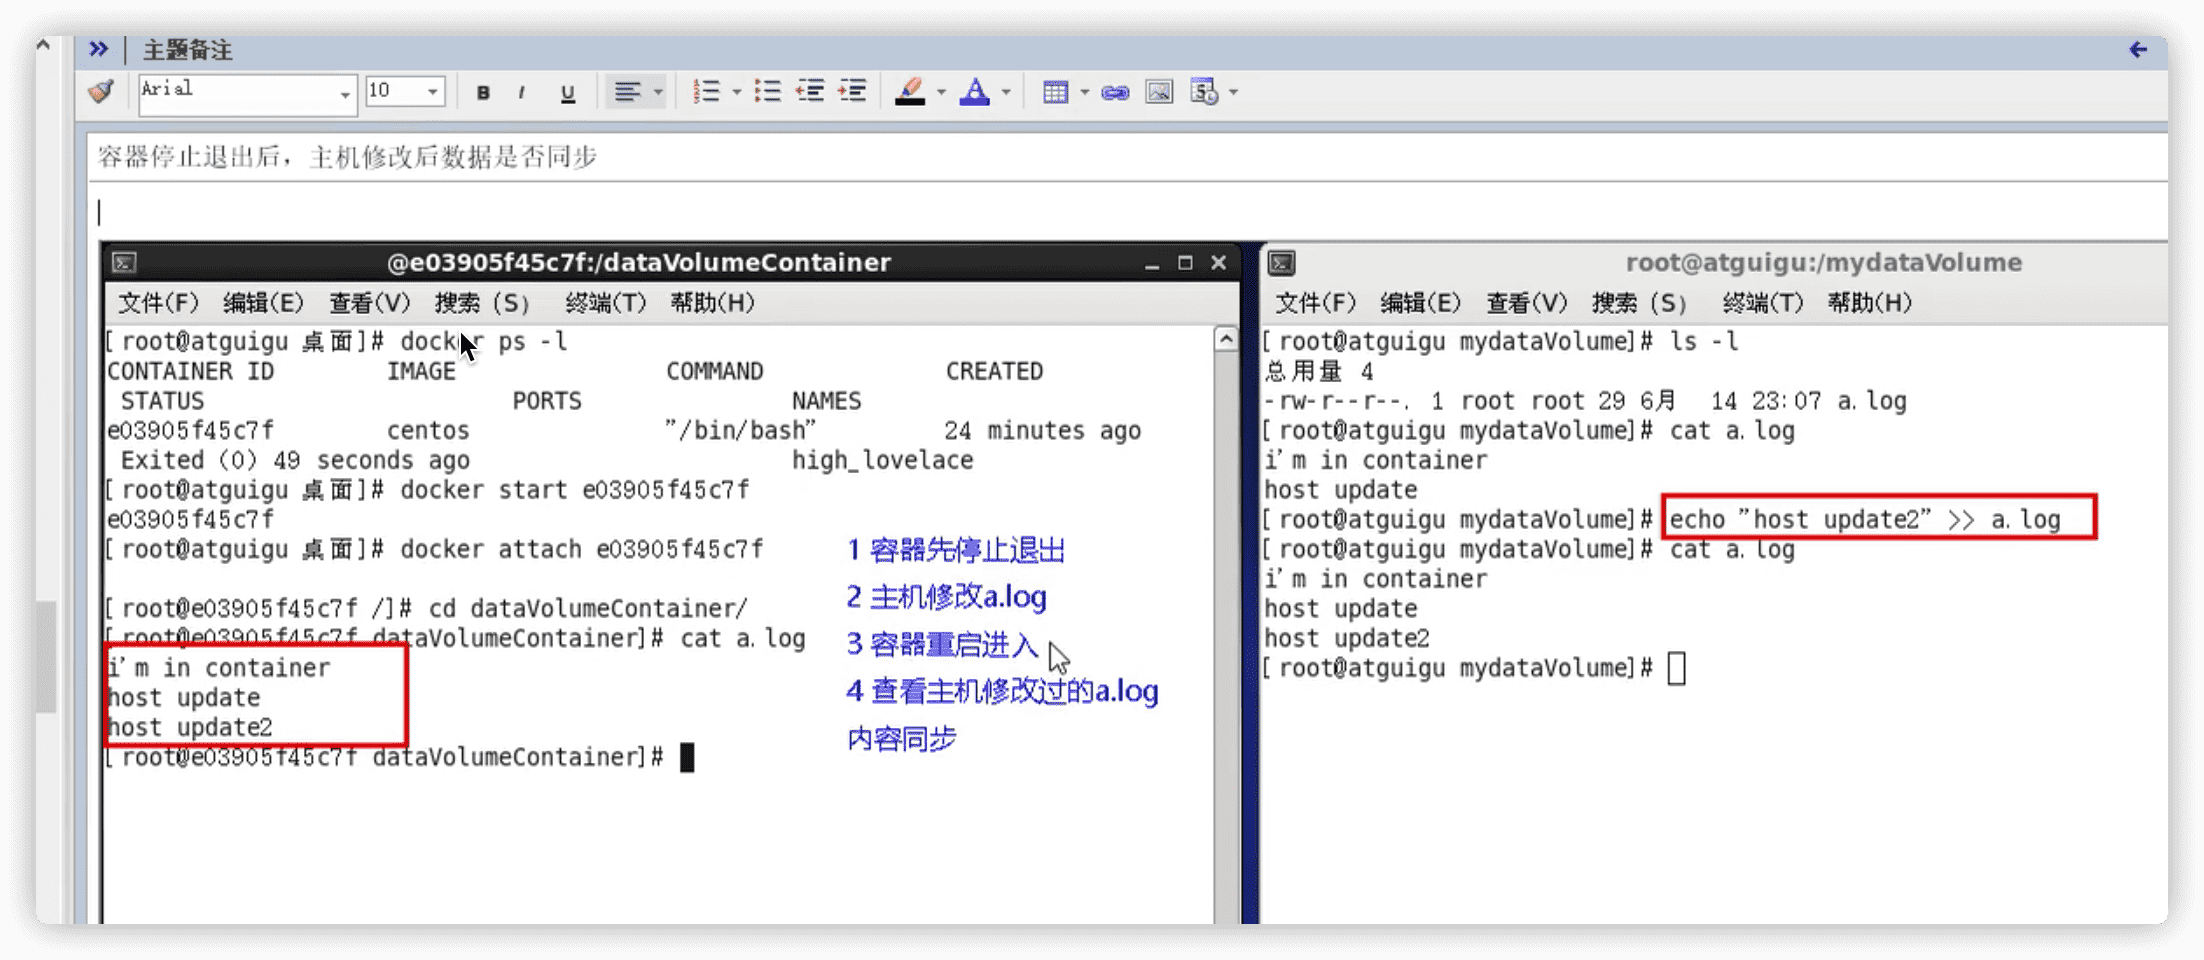 主题备注
Arial 10 B I U
容器停止退出后，主机修改后数据是否同步
@e03905f45c7f:/dataVolumeContainer
文件(F) 编辑(E) 查看(V) 搜索 (S) 终端(T) 帮助(H)
[root@atguigu 桌面]# docker ps -l
CONTAINER ID IMAGE COMMAND CREATED
STATUS PORTS NAMES
e03905f45c7f centos "/bin/bash" 24 minutes ago
Exited (0) 49 seconds ago high_lovelace
[root@atguigu 桌面]# docker start e03905f45c7f
e03905f45c7f
[root@atguigu 桌面]# docker attach e03905f45c7f
[root@e03905f45c7f /]# cd dataVolumeContainer/
[root@e03905f45c7f dataVolumeContainer]# cat a.log
i'm in container
host update
host update2
[root@e03905f45c7f dataVolumeContainer]#
1 容器先停止退出
2 主机修改a.log
3 容器重启进入
4 查看主机修改过的a.log
内容同步
root@atguigu:/mydataVolume
文件(F) 编辑(E) 查看(V) 搜索 (S) 终端(T) 帮助(H)
[root@atguigu mydataVolume]# ls -l
总用量 4
-rw-r--r--. 1 root root 29 6月 14 23:07 a.log
[root@atguigu mydataVolume]# cat a.log
i'm in container
host update
[root@atguigu mydataVolume]# echo "host update2" >> a.log
[root@atguigu mydataVolume]# cat a.log
i'm in container
host update
host update2
[root@atguigu mydataVolume]#